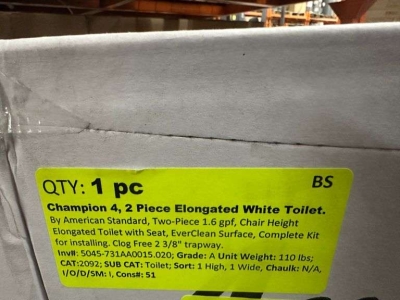 QTY: 1 pc BS
Champion 4, 2 Piece Elongated White Toilet.
By American Standard, Two-Piece 1.6 gpf, Chair Height
Elongated Toilet with Seat, EverClean Surface, Complete Kit
for installing. Clog Free 2 3/8" trapway.
Inv#: 5045-731AA0015.020; Grade: A Unit Weight: 110 lbs;
CAT:2092; SUB CAT: Toilet; Sort: 1 High, 1 Wide, Chaulk: N/A,
I/O/D/SM: I, Cons#: 51